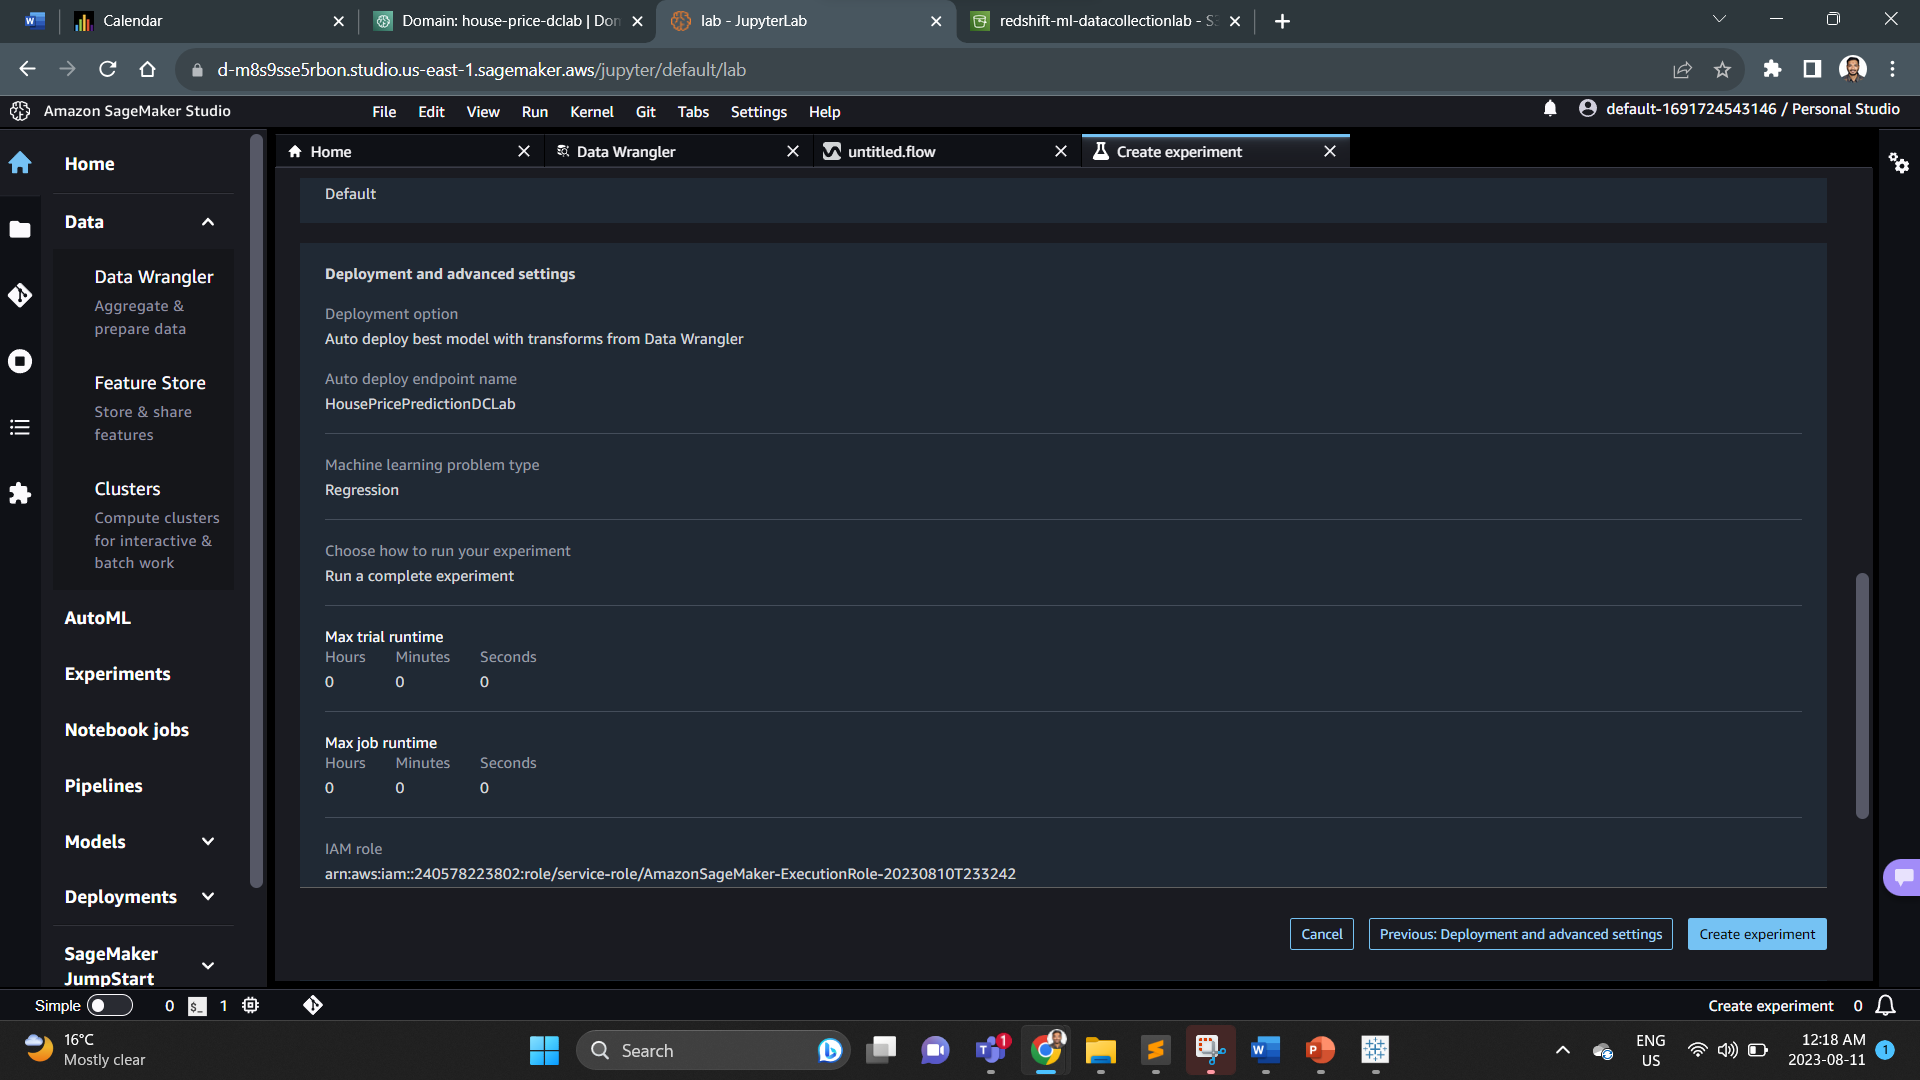 Calendar
Domain: house-price-dclab | Don
lab - JupyterLab
redshift-ml-datacollectionlab - S3
d-m8s9sse5rbon.studio.us-east-1.sagemaker.aws/jupyter/default/lab
Amazon SageMaker Studio
File Edit View Run Kernel Git Tabs Settings Help
default-1691724543146 / Personal Studio
Home
Data
Data Wrangler
Aggregate &
prepare data
Feature Store
Store & share
features
Clusters
Compute clusters
for interactive &
batch work
AutoML
Experiments
Notebook jobs
Pipelines
Models
Deployments
SageMaker
JumpStart
Home
Data Wrangler
untitled.flow
Create experiment
Default
Deployment and advanced settings
Deployment option
Auto deploy best model with transforms from Data Wrangler
Auto deploy endpoint name
HousePricePredictionDCLab
Machine learning problem type
Regression
Choose how to run your experiment
Run a complete experiment
Max trial runtime
Hours Minutes Seconds
0 0 0
Max job runtime
Hours Minutes Seconds
0 0 0
IAM role
arn:aws:iam::240578223802:role/service-role/AmazonSageMaker-ExecutionRole-20230810T233242
Cancel
Previous: Deployment and advanced settings
Create experiment
Simple
0
$_
1
Create experiment 0
16°C
Mostly clear
Search
1
ENG
US
12:18 AM
2023-08-11
1